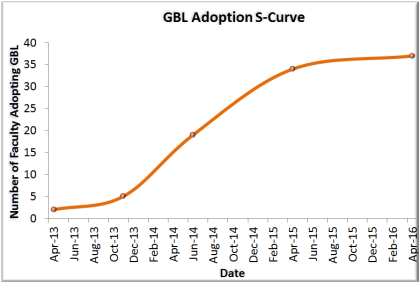 GBL Adoption S-Curve
Number of Faculty Adopting GBL
40
35
30
25
20
15
10
5
0
Apr-13
Jun-13
Aug-13
Oct-13
Dec-13
Feb-14
Apr-14
Jun-14
Aug-14
Oct-14
Dec-14
Feb-15
Apr-15
Jun-15
Aug-15
Oct-15
Dec-15
Feb-16
Apr-16
Date